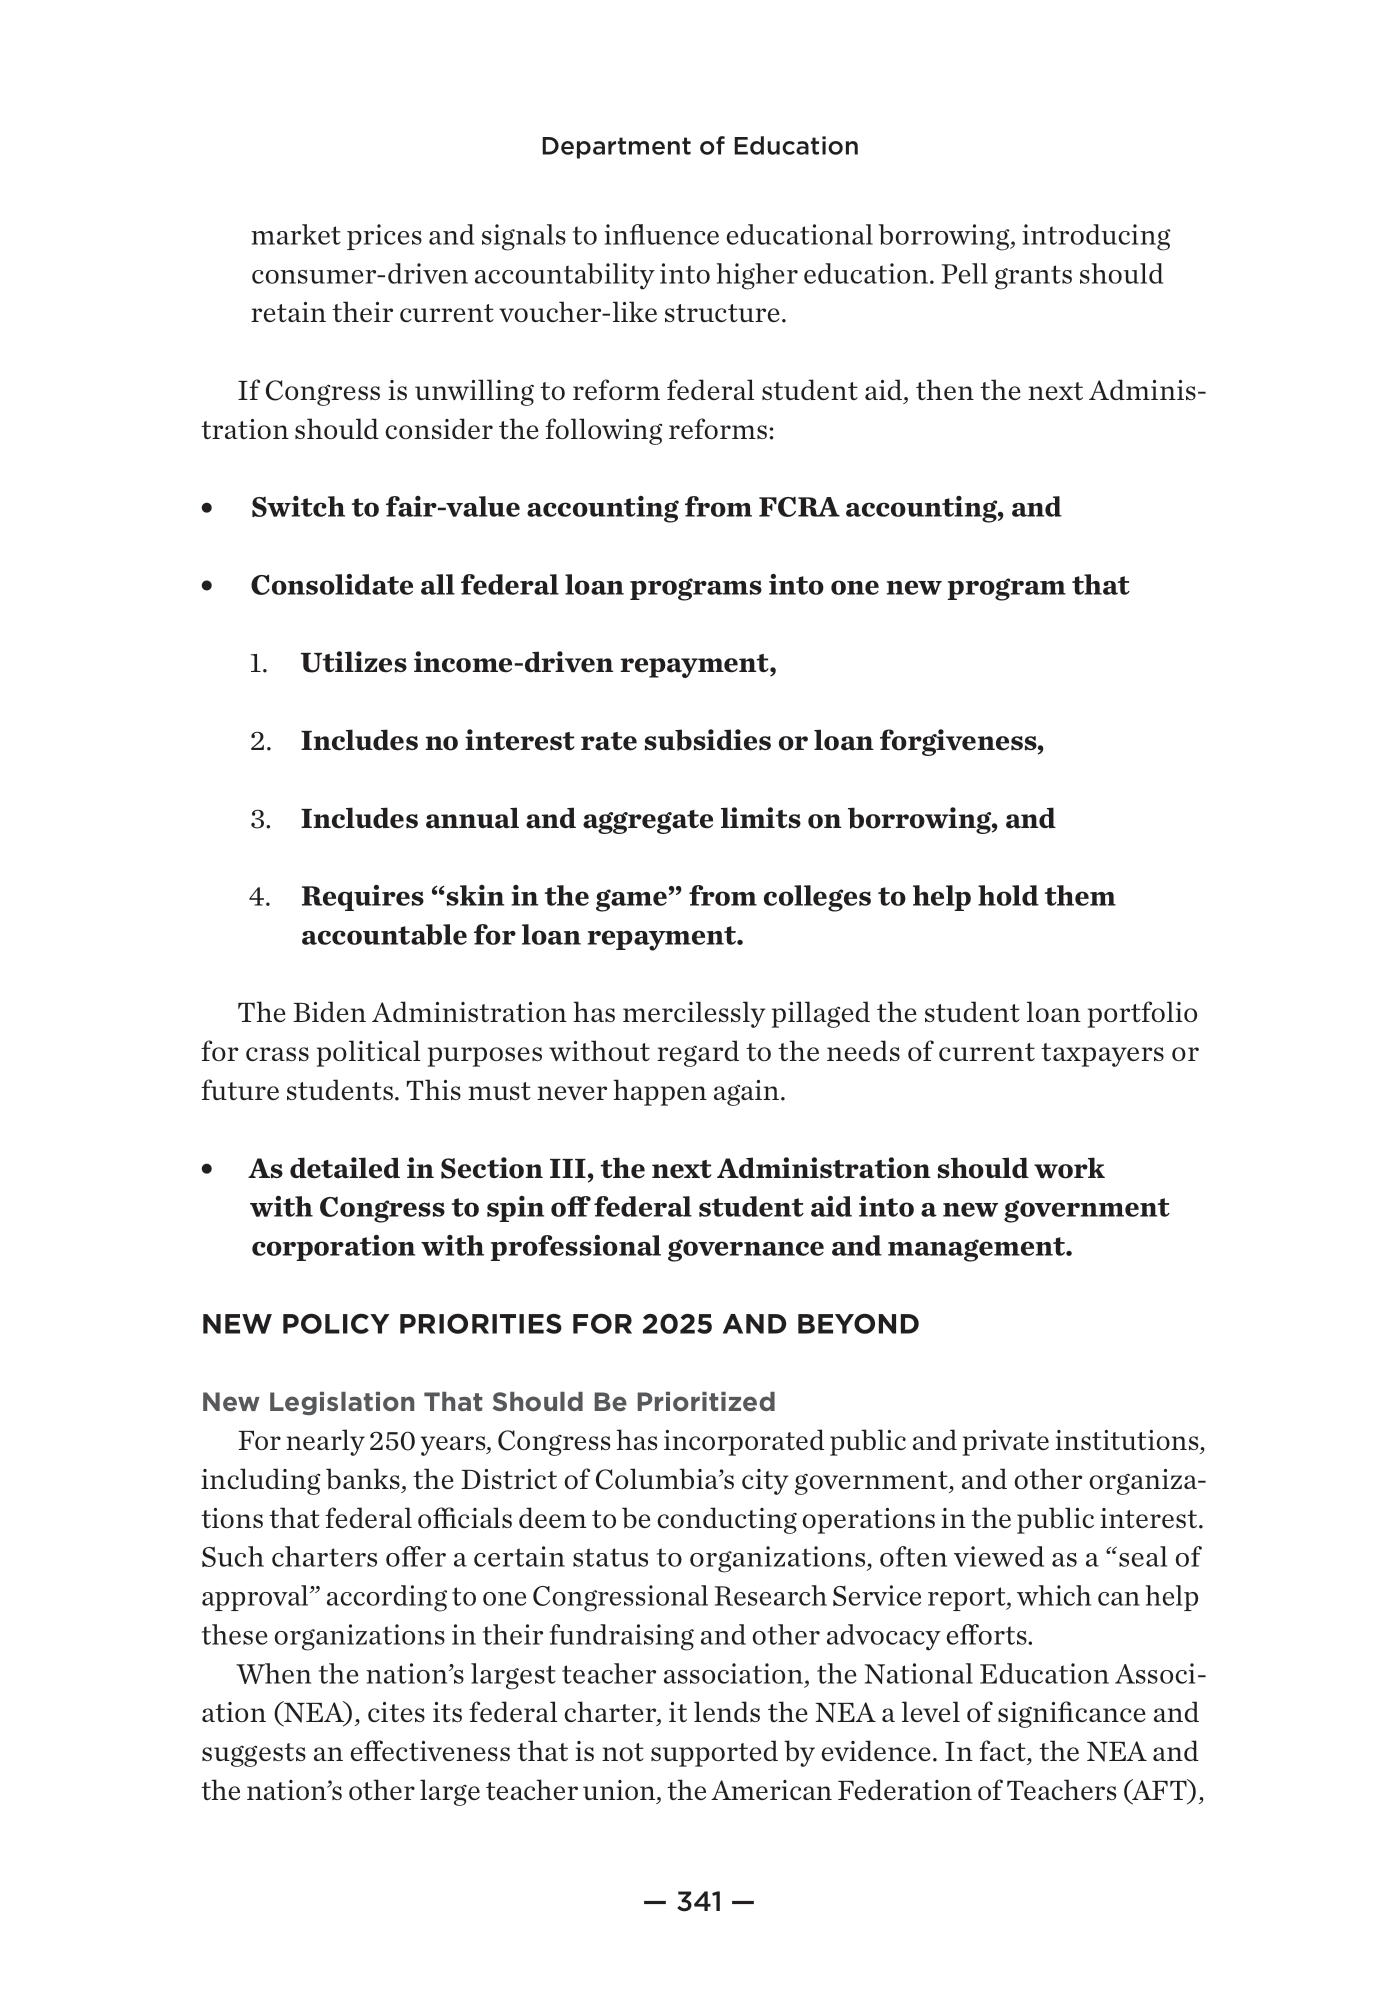 Department of Education
market prices and signals to influence educational borrowing, introducing
consumer-driven accountability into higher education. Pell grants should
retain their current voucher-like structure.
If Congress is unwilling to reform federal student aid, then the next Adminis-
tration should consider the following reforms:
• Switch to fair-value accounting from FCRA accounting, and
• Consolidate all federal loan programs into one new program that
1. Utilizes income-driven repayment,
2. Includes no interest rate subsidies or loan forgiveness,
3. Includes annual and aggregate limits on borrowing, and
4. Requires “skin in the game” from colleges to help hold them
accountable for loan repayment.
The Biden Administration has mercilessly pillaged the student loan portfolio
for crass political purposes without regard to the needs of current taxpayers or
future students. This must never happen again.
• As detailed in Section III, the next Administration should work
with Congress to spin off federal student aid into a new government
corporation with professional governance and management.
NEW POLICY PRIORITIES FOR 2025 AND BEYOND
New Legislation That Should Be Prioritized
For nearly 250 years, Congress has incorporated public and private institutions,
including banks, the District of Columbia’s city government, and other organiza-
tions that federal officials deem to be conducting operations in the public interest.
Such charters offer a certain status to organizations, often viewed as a “seal of
approval” according to one Congressional Research Service report, which can help
these organizations in their fundraising and other advocacy efforts.
When the nation’s largest teacher association, the National Education Associ-
ation (NEA), cites its federal charter, it lends the NEA a level of significance and
suggests an effectiveness that is not supported by evidence. In fact, the NEA and
the nation’s other large teacher union, the American Federation of Teachers (AFT),
— 341 —